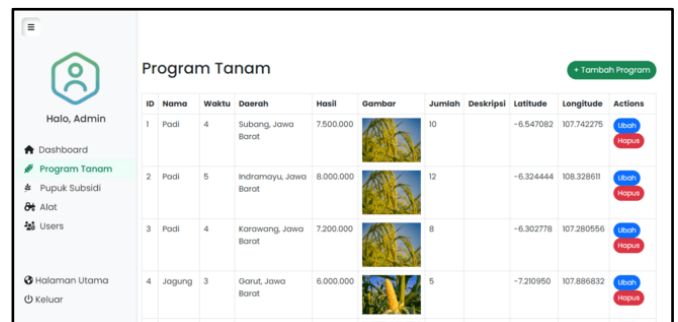 Halo, Admin
Dashboard
Program Tanam
Pupuk Subsidi
Alat
Users
Halaman Utama
Keluar
Program Tanam
+ Tambah Program
ID Nama Waktu Daerah Hasil Gambar Jumlah Deskripsi Latitude Longitude Actions
1 Padi 4 Subang, Jawa 7.500.000 10 -6.547082 107.742275 Ubah
Barat Hapus
2 Padi 5 Indramayu, Jawa 8.000.000 12 -6.324444 108.328611 Ubah
Barat Hapus
3 Padi 4 Karawang, Jawa 7.200.000 8 -6.302778 107.280556 Ubah
Barat Hapus
4 Jagung 3 Garut, Jawa 6.000.000 5 -7.210950 107.886832 Ubah
Barat Hapus